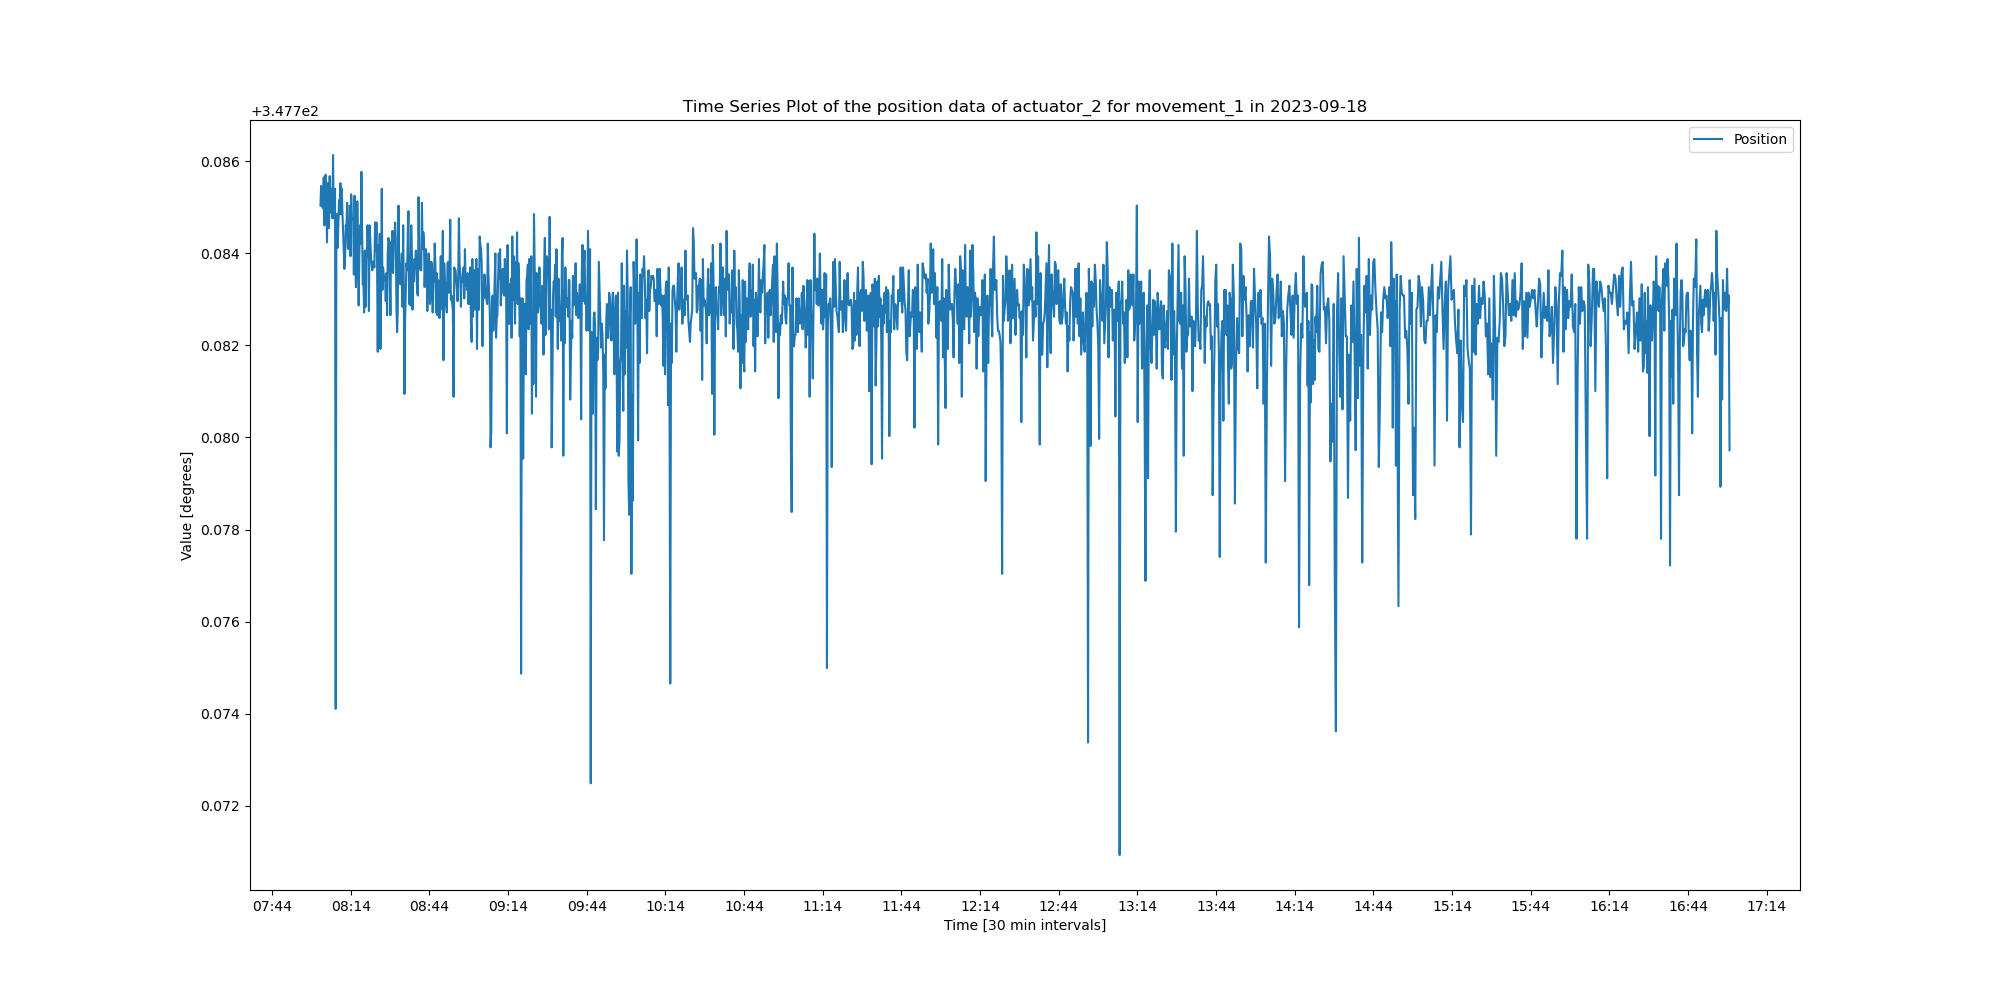 Time Series Plot of the position data of actuator_2 for movement_1 in 2023-09-18
+3.477e2
Position
0.086
0.084
0.082
0.080
0.078
0.076
0.074
0.072
Value [degrees]
07:44 08:14 08:44 09:14 09:44 10:14 10:44 11:14 11:44 12:14 12:44 13:14 13:44 14:14 14:44 15:14 15:44 16:14 16:44 17:14
Time [30 min intervals]